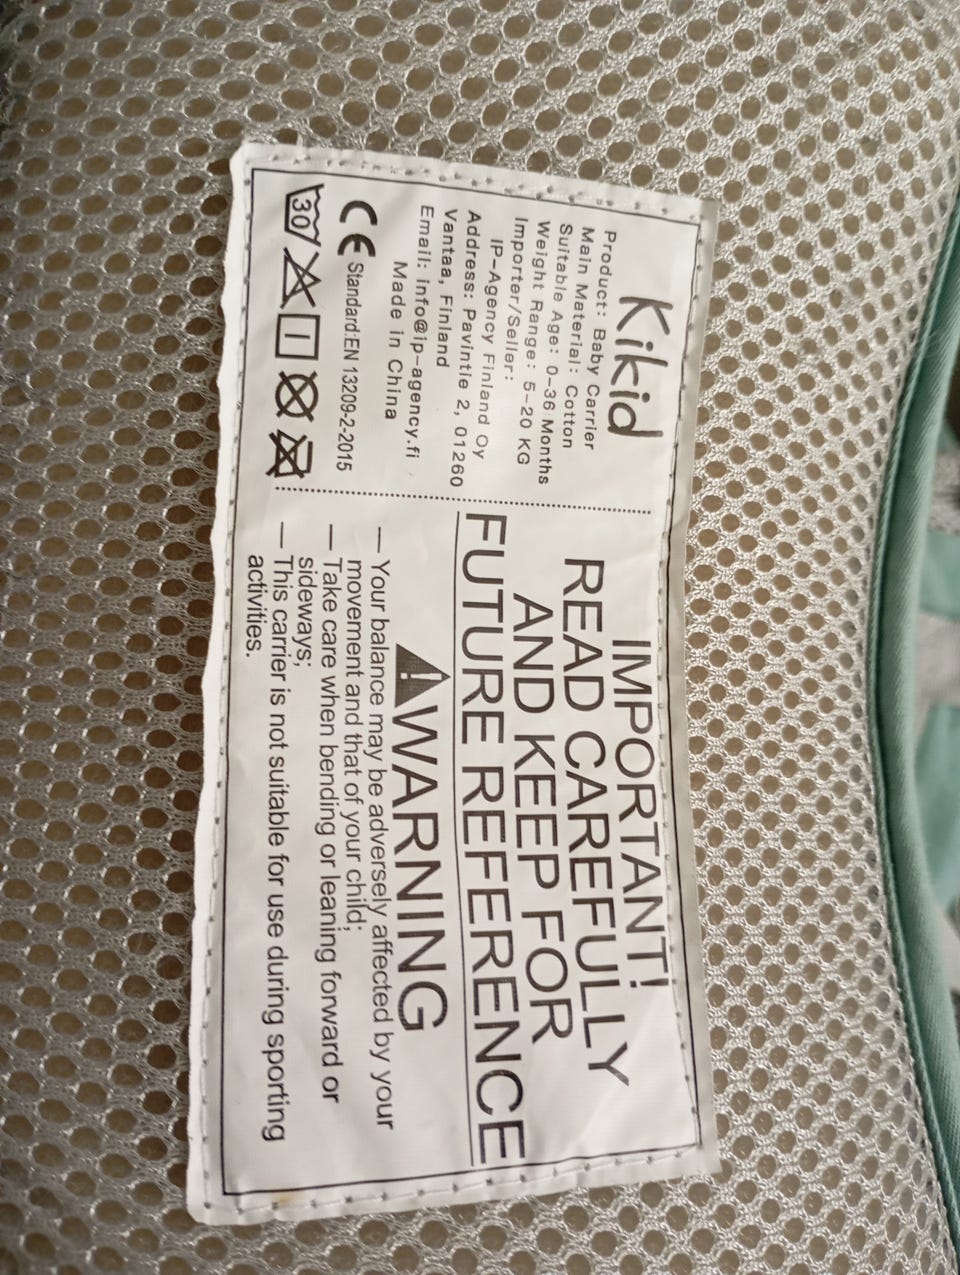 Kikid
Product: Baby Carrier
Main Material: Cotton
Suitable Age: 0-36 Months
Weight Range: 5-20 KG
Importer/Seller:
IP-Agency Finland Oy
Address: Pavintie 2, 01260
Vantaa, Finland
Email: info@ip-agency.fi
Made in China
CE Standard:EN 13209-2-2015
30
IMPORTANT!
READ CAREFULLY
AND KEEP FOR
FUTURE REFERENCE
WARNING
— Your balance may be adversely affected by your
movement and that of your child;
— Take care when bending or leaning forward or
sideways;
— This carrier is not suitable for use during sporting
activities.